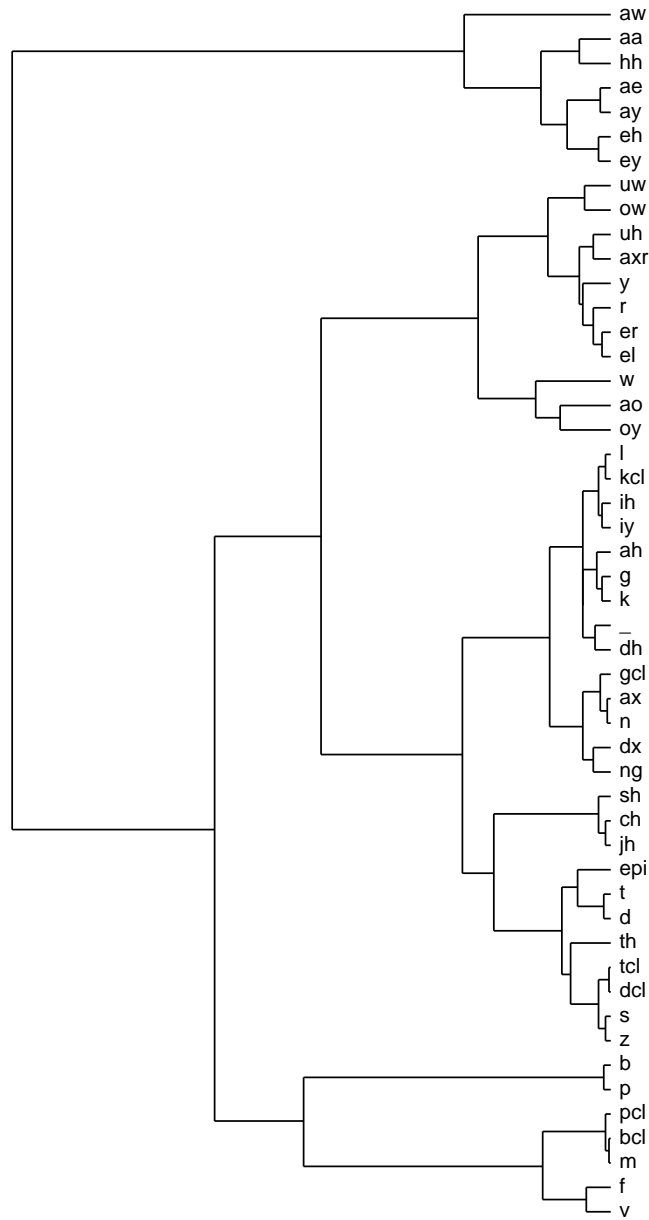 aw
aa
hh
ae
ay
eh
ey
uw
ow
uh
axr
y
r
er
el
w
ao
oy
l
kcl
ih
iy
ah
g
k
_
dh
gcl
ax
n
dx
ng
sh
ch
jh
epi
t
d
th
tcl
dcl
s
z
b
p
pcl
bcl
m
f
v